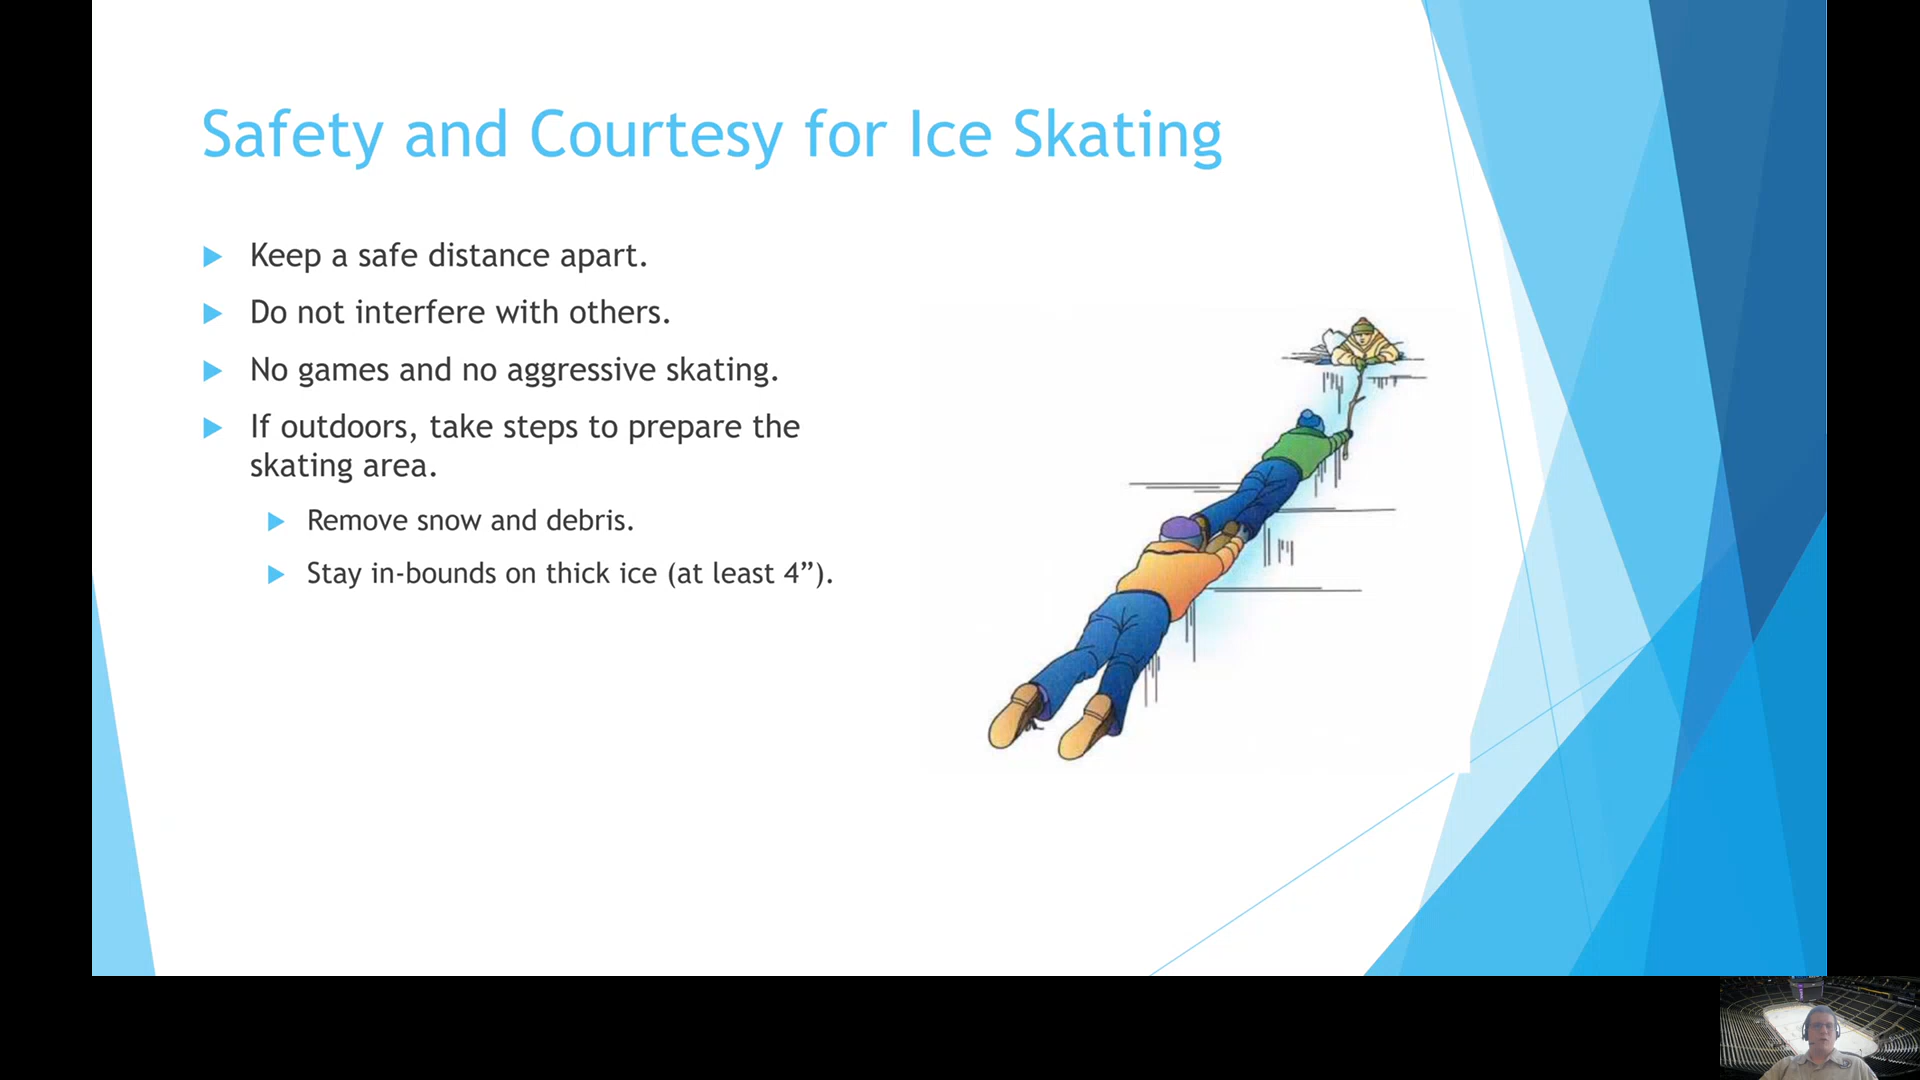 Safety and Courtesy for Ice Skating
Keep a safe distance apart.
Do not interfere with others.
No games and no aggressive skating.
If outdoors, take steps to prepare the
skating area.
Remove snow and debris.
Stay in-bounds on thick ice (at least 4”).